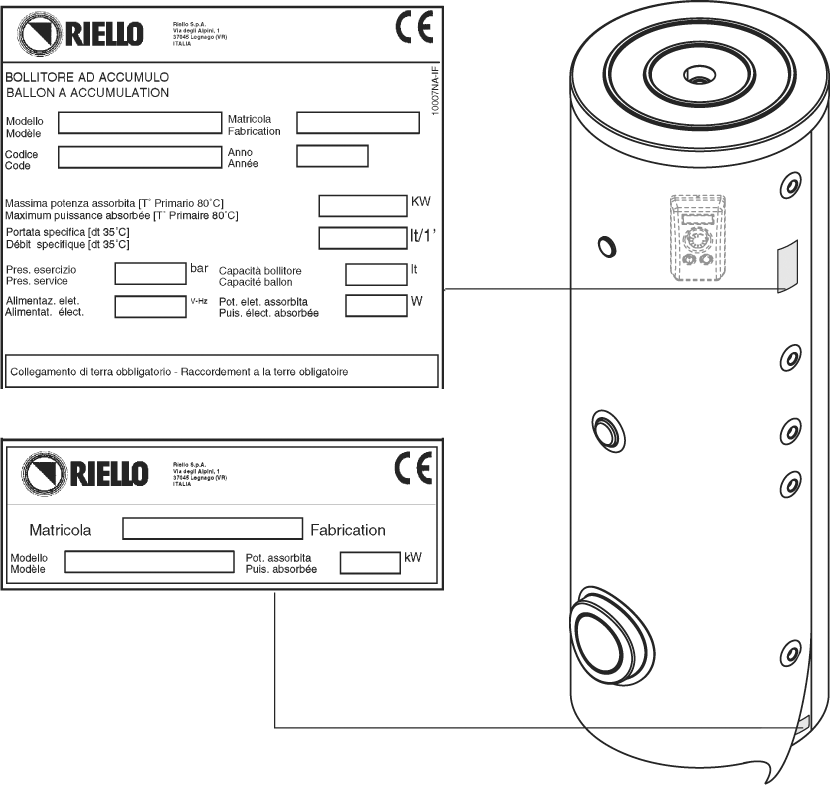 RIELLO
Riello S.p.A.
Via degli Alpini, 1
37045 Legnago (VR)
ITALIA
CE
BOLLITORE AD ACCUMULO
BALLON A ACCUMULATION
10007NA-IF
Modello
Modèle
Matricola
Fabrication
Codice
Code
Anno
Année
Massima potenza assorbita [T° Primario 80°C]
Maximum puissance absorbée [T° Primaire 80°C]
KW
Portata specifica [dt 35°C]
Débit specifique [dt 35°C]
lt/1'
Pres. esercizio
Pres. service
bar
Capacità bollitore
Capacité ballon
lt
Alimentaz. elet.
Alimentat. élect.
V-Hz
Pot. elet. assorbita
Puis. élect. absorbée
W
Collegamento di terra obbligatorio - Raccordement a la terre obligatoire
RIELLO
Riello S.p.A.
Via degli Alpini, 1
37045 Legnago (VR)
ITALIA
CE
Matricola
Fabrication
Modello
Modèle
Pot. assorbita
Puis. absorbée
kW